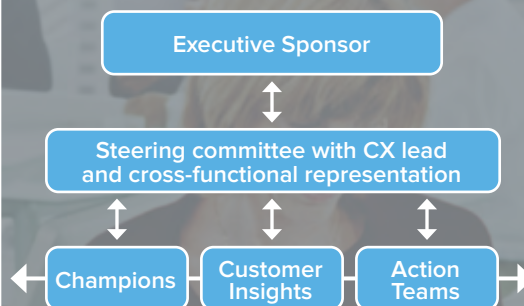 Executive Sponsor
Steering committee with CX lead
and cross-functional representation
Champions
Customer
Insights
Action
Teams